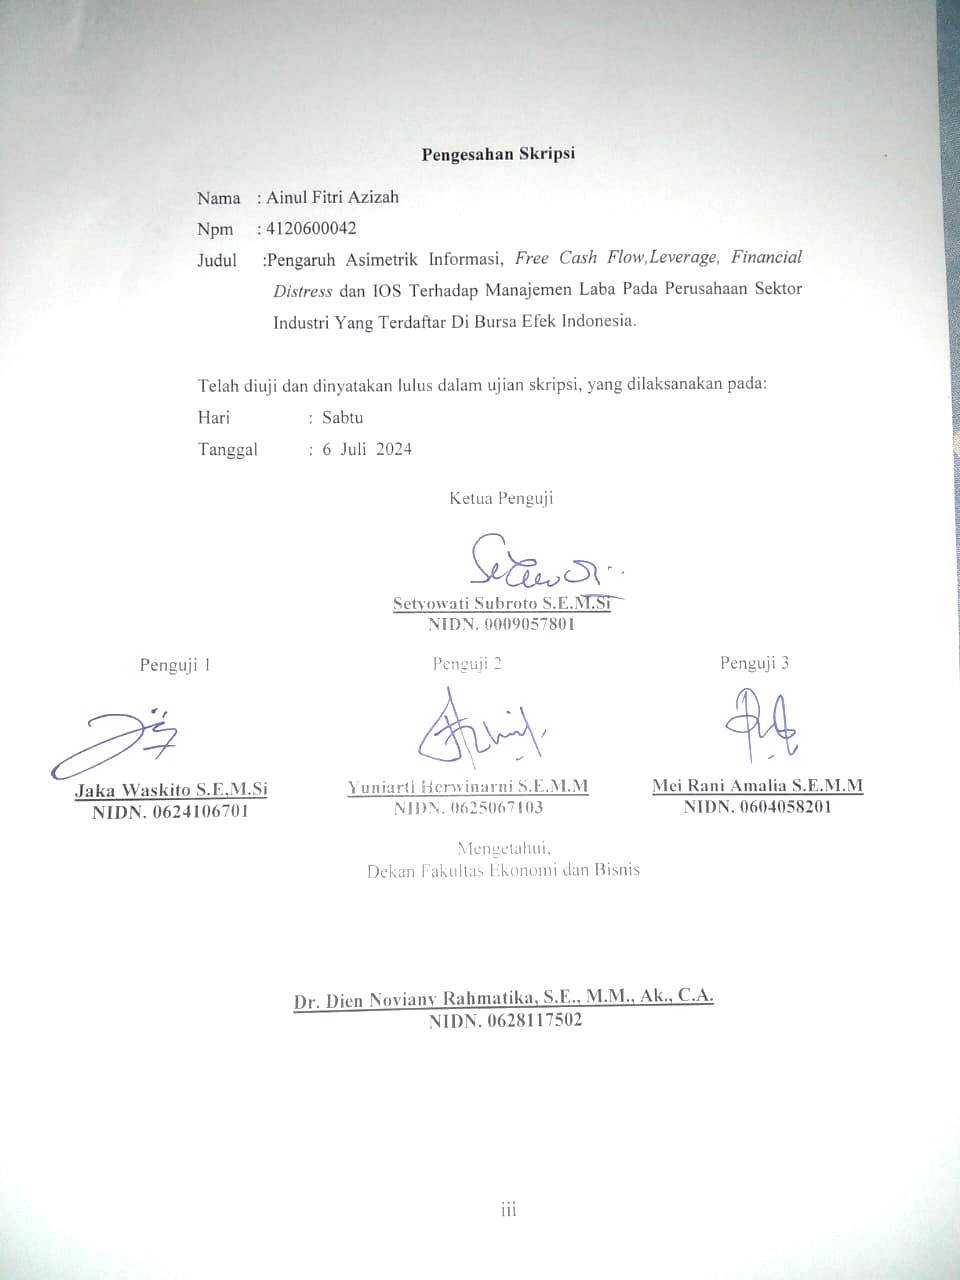 Pengesahan Skripsi
Nama : Ainul Fitri Azizah
Npm : 4120600042
Judul :Pengaruh Asimetrik Informasi, Free Cash Flow,Leverage, Financial
Distress dan IOS Terhadap Manajemen Laba Pada Perusahaan Sektor
Industri Yang Terdaftar Di Bursa Efek Indonesia.
Telah diuji dan dinyatakan lulus dalam ujian skripsi, yang dilaksanakan pada:
Hari : Sabtu
Tanggal : 6 Juli 2024
Ketua Penguji
Setyowati Subroto S.E.M.Si
NIDN. 0009057801
Penguji 1 Penguji 2 Penguji 3
Jaka Waskito S.E,M.Si Yuniarti Herwinarni S.E.M.M Mei Rani Amalia S.E.M.M
NIDN. 0624106701 NIDN. 0625067103 NIDN. 0604058201
Mengetahui,
Dekan Fakultas Ekonomi dan Bisnis
Dr. Dien Noviany Rahmatika, S.E., M.M., Ak., C.A.
NIDN. 0628117502
iii